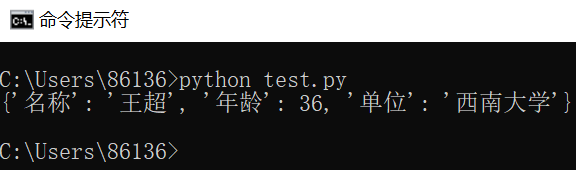 命令提示符
C:\Users\86136>python test.py
{'名称': '王超', '年龄': 36, '单位': '西南大学'}
C:\Users\86136>